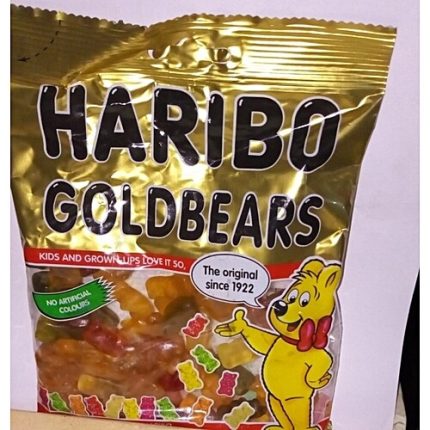 HARIBO
GOLDBEARS
KIDS AND GROWN-UPS LOVE IT SO,
The original
since 1922
NO ARTIFICIAL
COLOURS